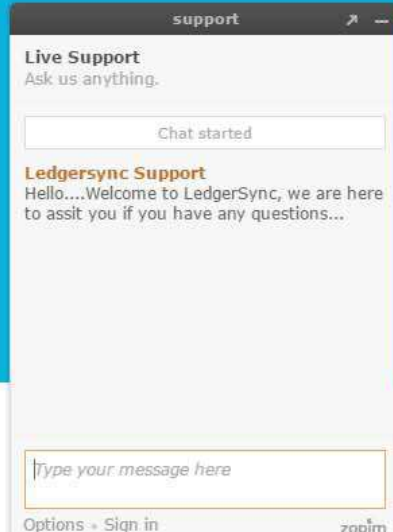 support
Live Support
Ask us anything.
Chat started
Ledgersync Support
Hello....Welcome to LedgerSync, we are here
to assit you if you have any questions...
Type your message here
Options • Sign in
zopim